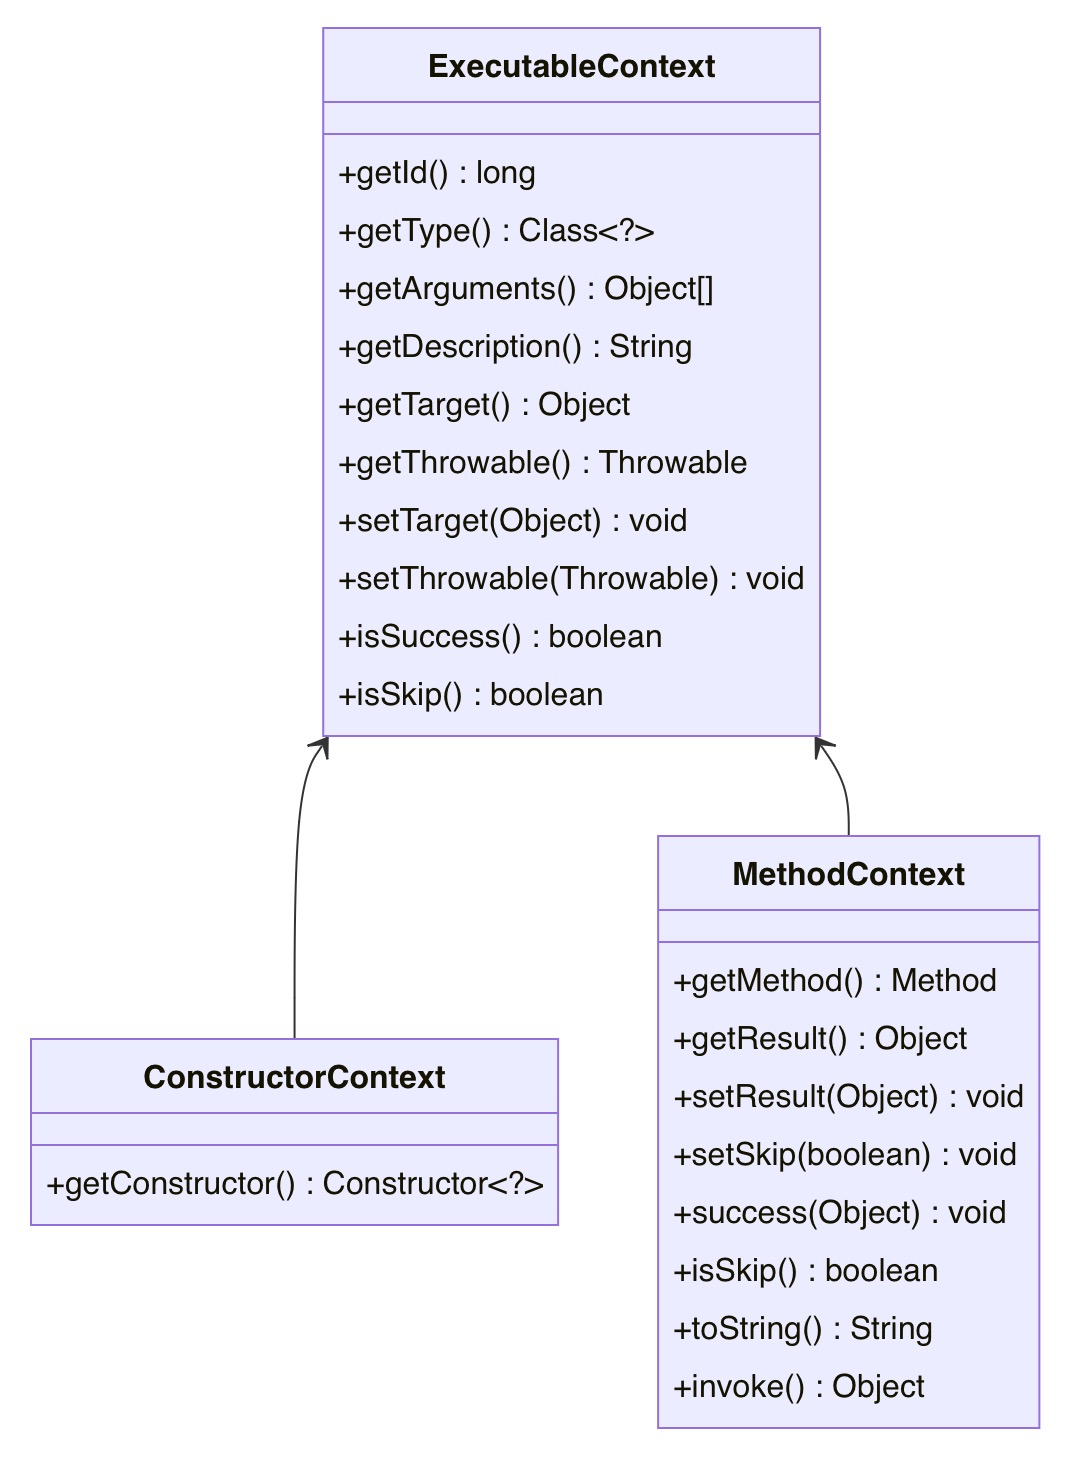 ExecutableContext
+getId() : long
+getType() : Class<?>
+getArguments() : Object[]
+getDescription() : String
+getTarget() : Object
+getThrowable() : Throwable
+setTarget(Object) : void
+setThrowable(Throwable) : void
+isSuccess() : boolean
+isSkip() : boolean
ConstructorContext
+getConstructor() : Constructor<?>
MethodContext
+getMethod() : Method
+getResult() : Object
+setResult(Object) : void
+setSkip(boolean) : void
+success(Object) : void
+isSkip() : boolean
+toString() : String
+invoke() : Object